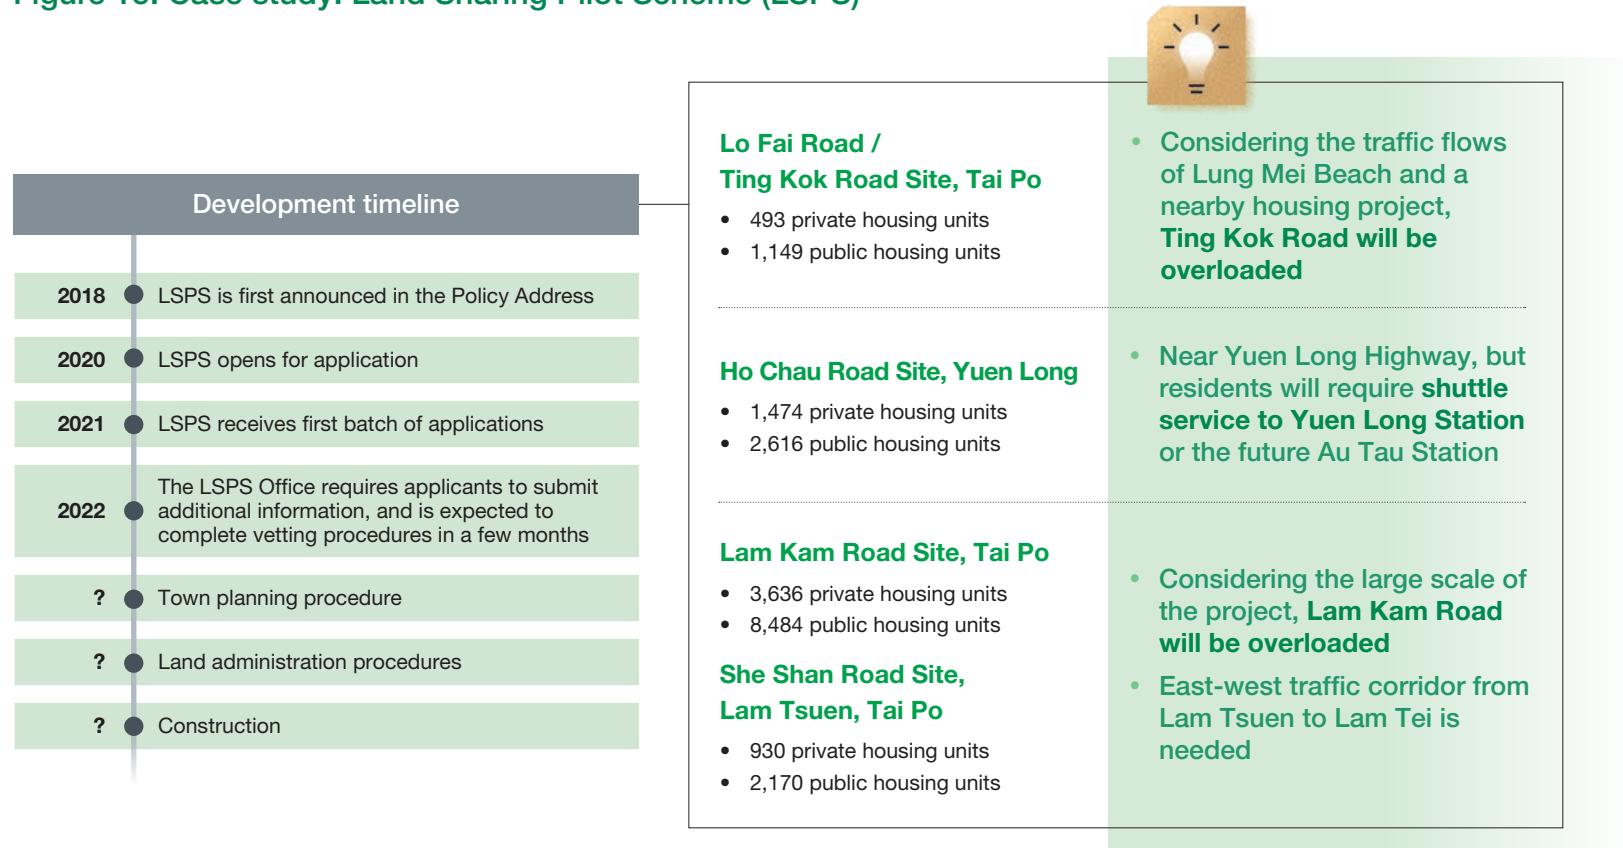 Figure 16: Case study: Land Sharing Pilot Scheme (LSPS)
Development timeline
2018 LSPS is first announced in the Policy Address
2020 LSPS opens for application
2021 LSPS receives first batch of applications
2022 The LSPS Office requires applicants to submit
additional information, and is expected to
complete vetting procedures in a few months
? Town planning procedure
? Land administration procedures
? Construction
Lo Fai Road /
Ting Kok Road Site, Tai Po
• 493 private housing units
• 1,149 public housing units
• Considering the traffic flows
of Lung Mei Beach and a
nearby housing project,
Ting Kok Road will be
overloaded
Ho Chau Road Site, Yuen Long
• 1,474 private housing units
• 2,616 public housing units
• Near Yuen Long Highway, but
residents will require shuttle
service to Yuen Long Station
or the future Au Tau Station
Lam Kam Road Site, Tai Po
• 3,636 private housing units
• 8,484 public housing units
She Shan Road Site,
Lam Tsuen, Tai Po
• 930 private housing units
• 2,170 public housing units
• Considering the large scale of
the project, Lam Kam Road
will be overloaded
• East-west traffic corridor from
Lam Tsuen to Lam Tei is
needed